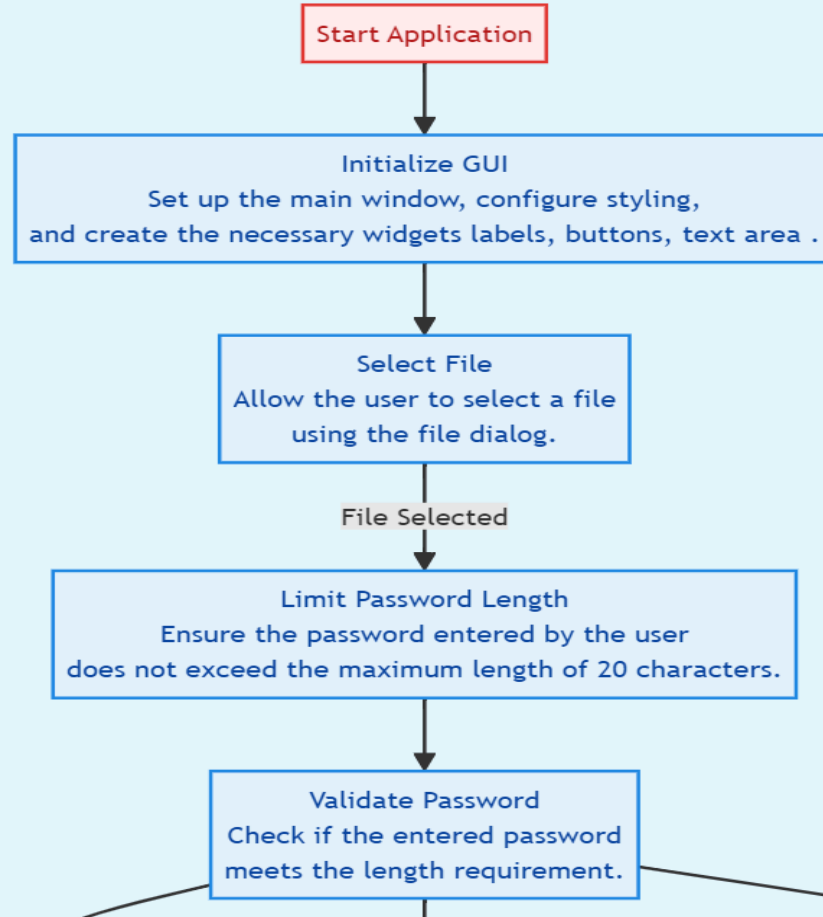 Start Application
Initialize GUI
Set up the main window, configure styling,
and create the necessary widgets labels, buttons, text area .
Select File
Allow the user to select a file
using the file dialog.
File Selected
Limit Password Length
Ensure the password entered by the user
does not exceed the maximum length of 20 characters.
Validate Password
Check if the entered password
meets the length requirement.